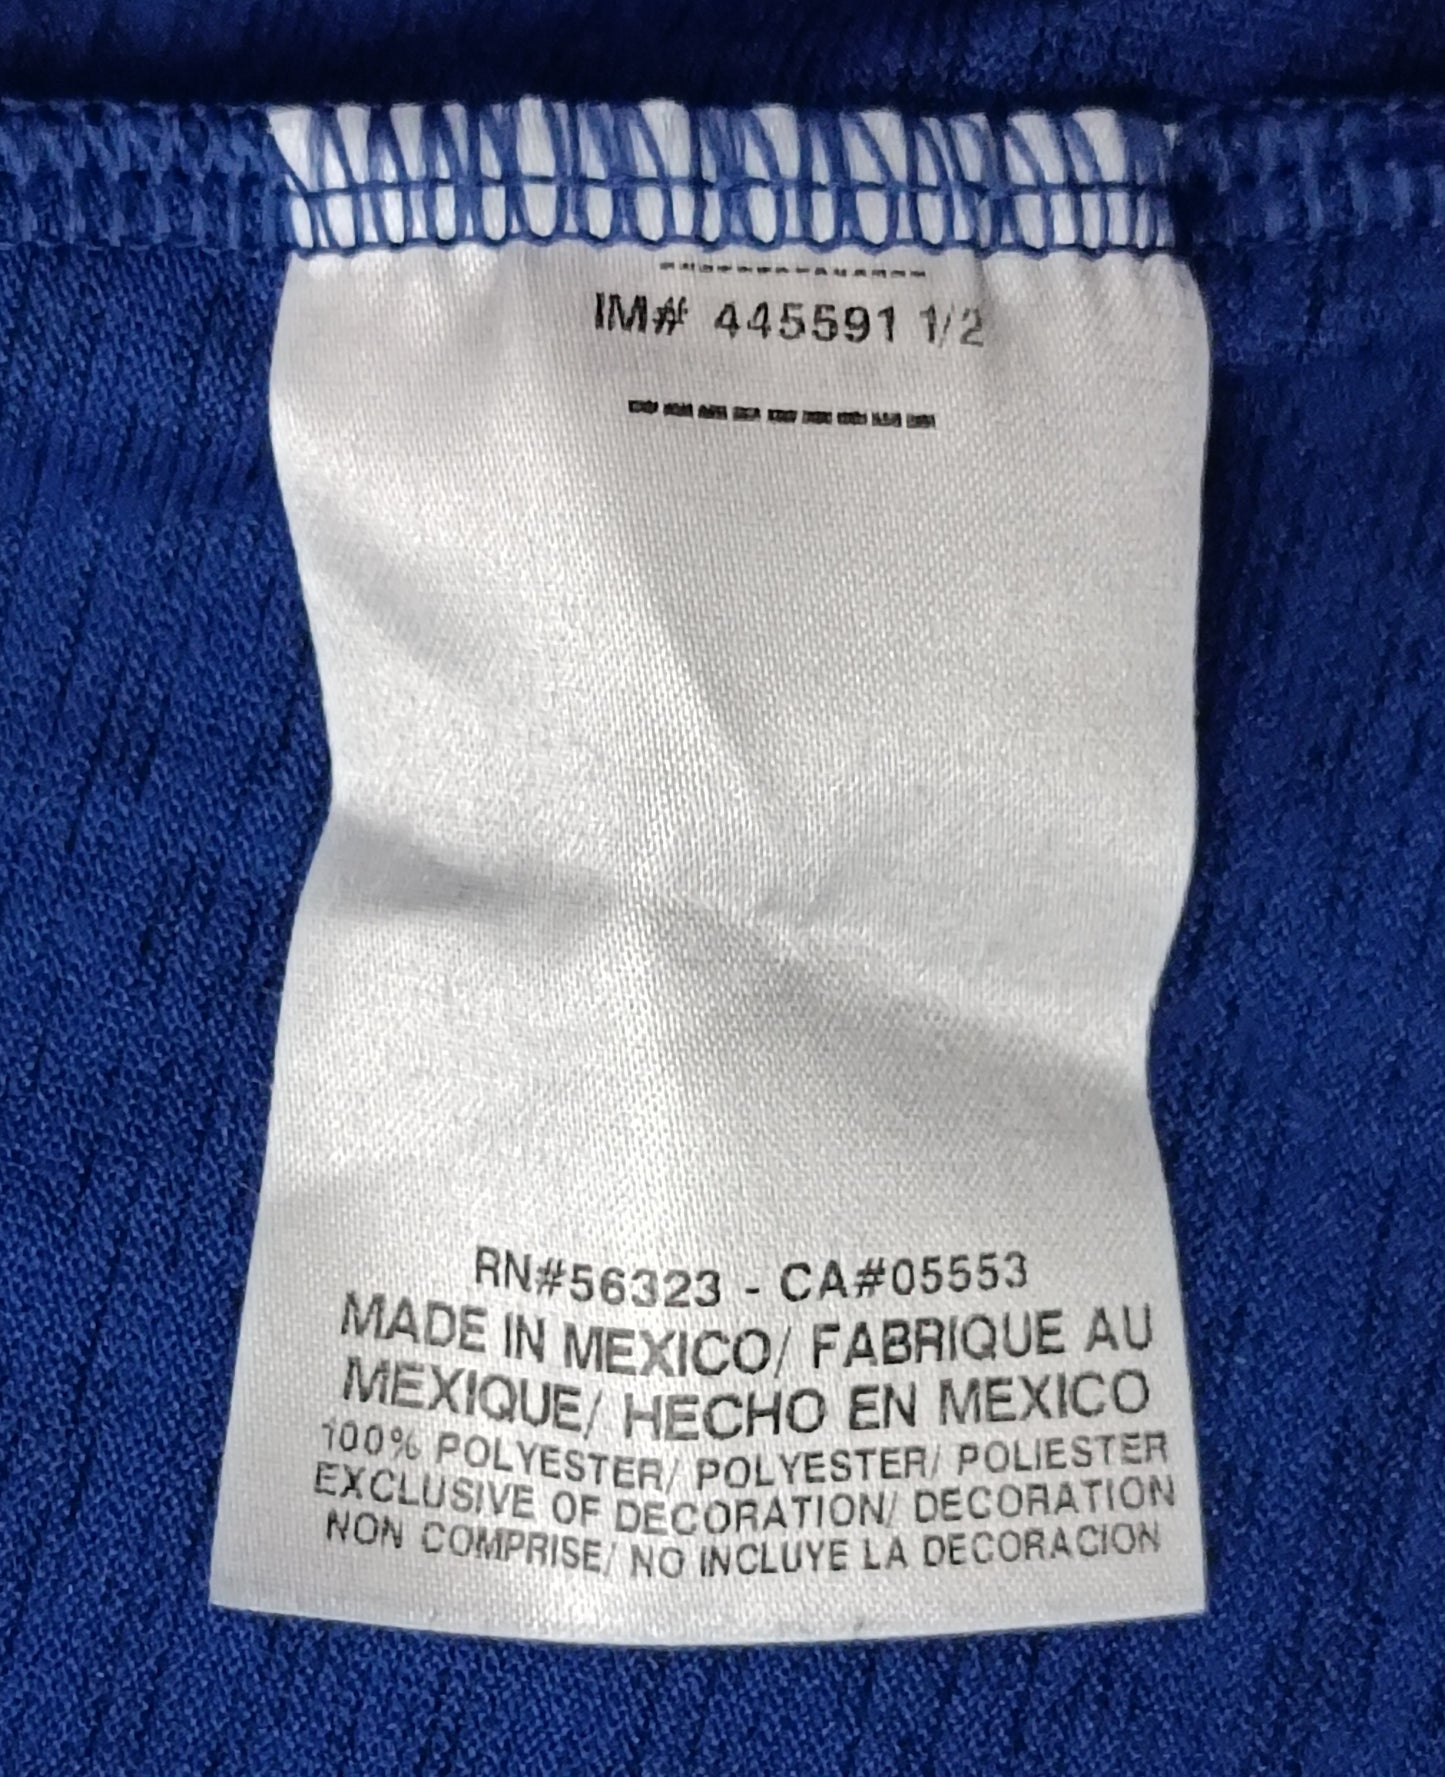 IM# 445591 1/2
RN#56323 - CA#05553
MADE IN MEXICO/ FABRIQUE AU
MEXIQUE/ HECHO EN MEXICO
100% POLYESTER/ POLYESTER/ POLIESTER
EXCLUSIVE OF DECORATION/ DECORATION
NON COMPRISE/ NO INCLUYE LA DECORACION